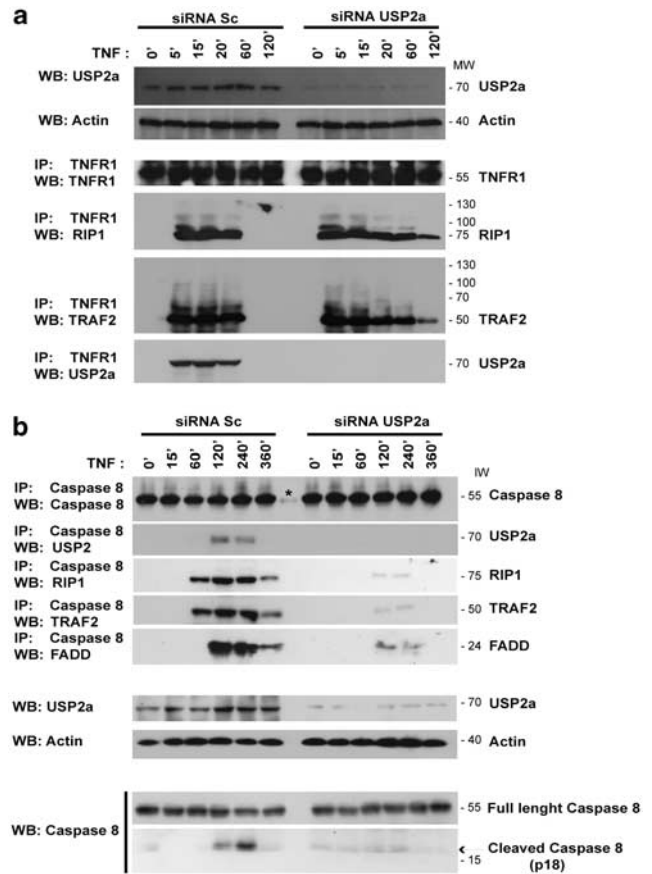 a
siRNA Sc siRNA USP2a
TNF : 0' 5' 15' 20' 60' 120' 0' 5' 15' 20' 60' 120'
MW
WB: USP2a - 70 USP2a
WB: Actin - 40 Actin
IP: TNFR1
WB: TNFR1 - 55 TNFR1
- 130
IP: TNFR1 - 100
WB: RIP1 - 75 RIP1
- 130
- 100
IP: TNFR1 - 70
WB: TRAF2 - 50 TRAF2
IP: TNFR1
WB: USP2a - 70 USP2a
b
siRNA Sc siRNA USP2a
TNF : 0' 15' 60' 120' 240' 360' 0' 15' 60' 120' 240' 360'
IW
IP: Caspase 8 *
WB: Caspase 8 - 55 Caspase 8
IP: Caspase 8
WB: USP2 - 70 USP2a
IP: Caspase 8
WB: RIP1 - 75 RIP1
IP: Caspase 8
WB: TRAF2 - 50 TRAF2
IP: Caspase 8
WB: FADD - 24 FADD
WB: USP2a - 70 USP2a
WB: Actin - 40 Actin
- 55 Full lenght Caspase 8
WB: Caspase 8
‹ Cleaved Caspase 8
- 15 (p18)